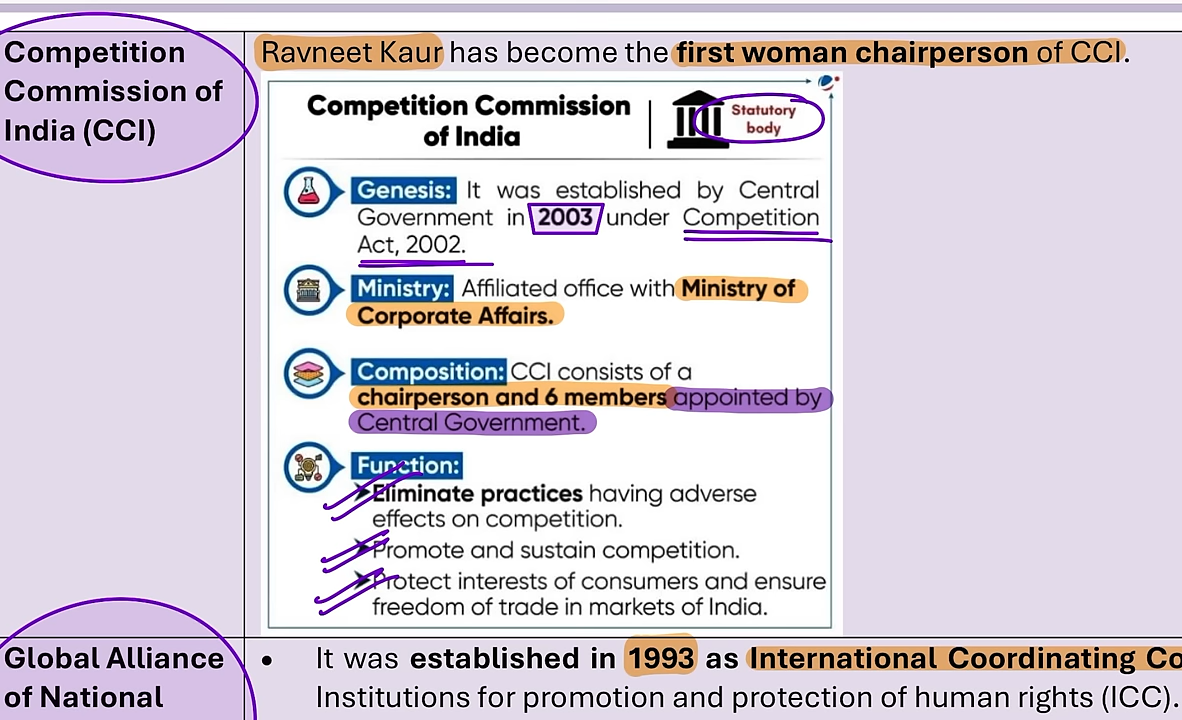 Competition
Commission of
India (CCI)
Ravneet Kaur has become the first woman chairperson of CCI.
Competition Commission
of India
Statutory
body
Genesis: It was established by Central
Government in 2003 under Competition
Act, 2002.
Ministry: Affiliated office with Ministry of
Corporate Affairs.
Composition: CCI consists of a
chairperson and 6 members appointed by
Central Government.
Function:
➤Eliminate practices having adverse
effects on competition.
➤Promote and sustain competition.
➤Protect interests of consumers and ensure
freedom of trade in markets of India.
Global Alliance
of National
• It was established in 1993 as International Coordinating Co
Institutions for promotion and protection of human rights (ICC).